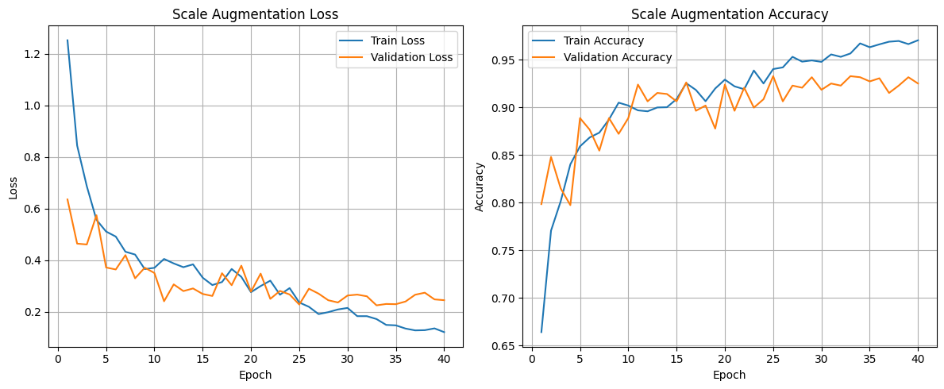 Scale Augmentation Loss
Train Loss
Validation Loss
Loss
1.2
1.0
0.8
0.6
0.4
0.2
0 5 10 15 20 25 30 35 40
Epoch
Scale Augmentation Accuracy
Train Accuracy
Validation Accuracy
Accuracy
0.95
0.90
0.85
0.80
0.75
0.70
0.65
0 5 10 15 20 25 30 35 40
Epoch